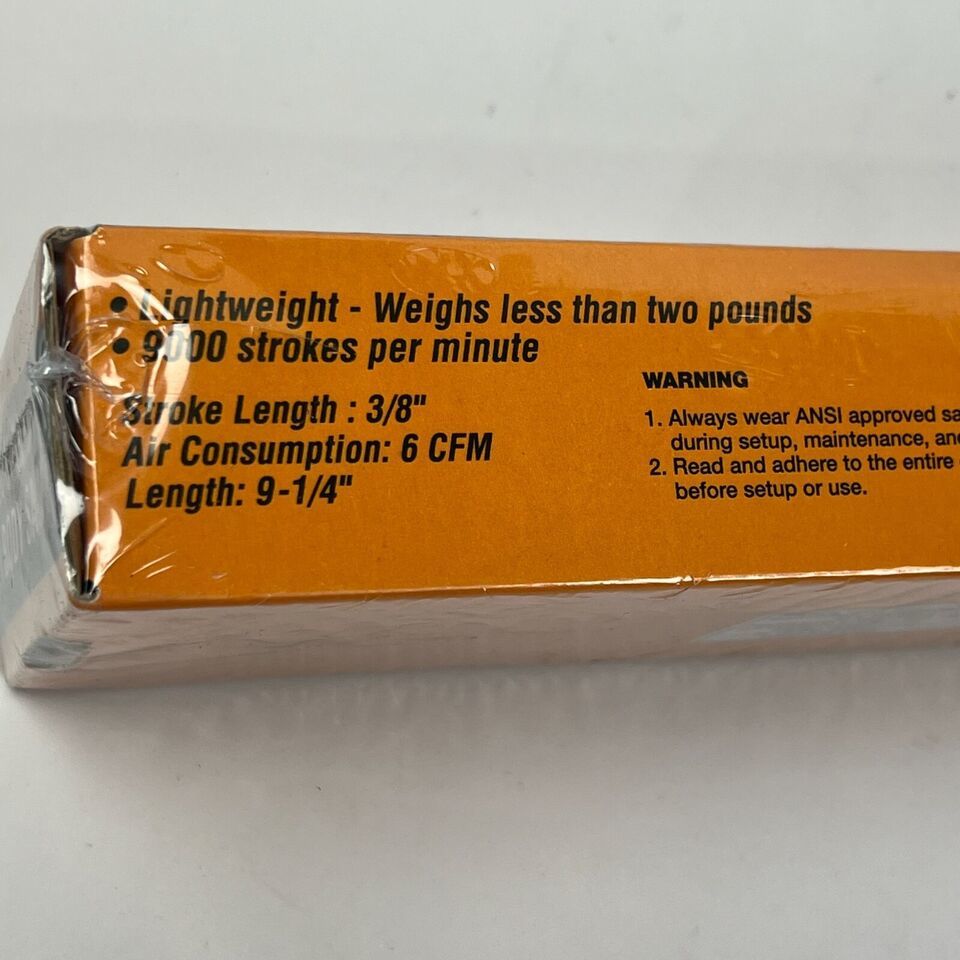 • Lightweight - Weighs less than two pounds
• 9000 strokes per minute
Stroke Length : 3/8"
Air Consumption: 6 CFM
Length: 9-1/4"
WARNING
1. Always wear ANSI approved sa
during setup, maintenance, an
2. Read and adhere to the entire
before setup or use.